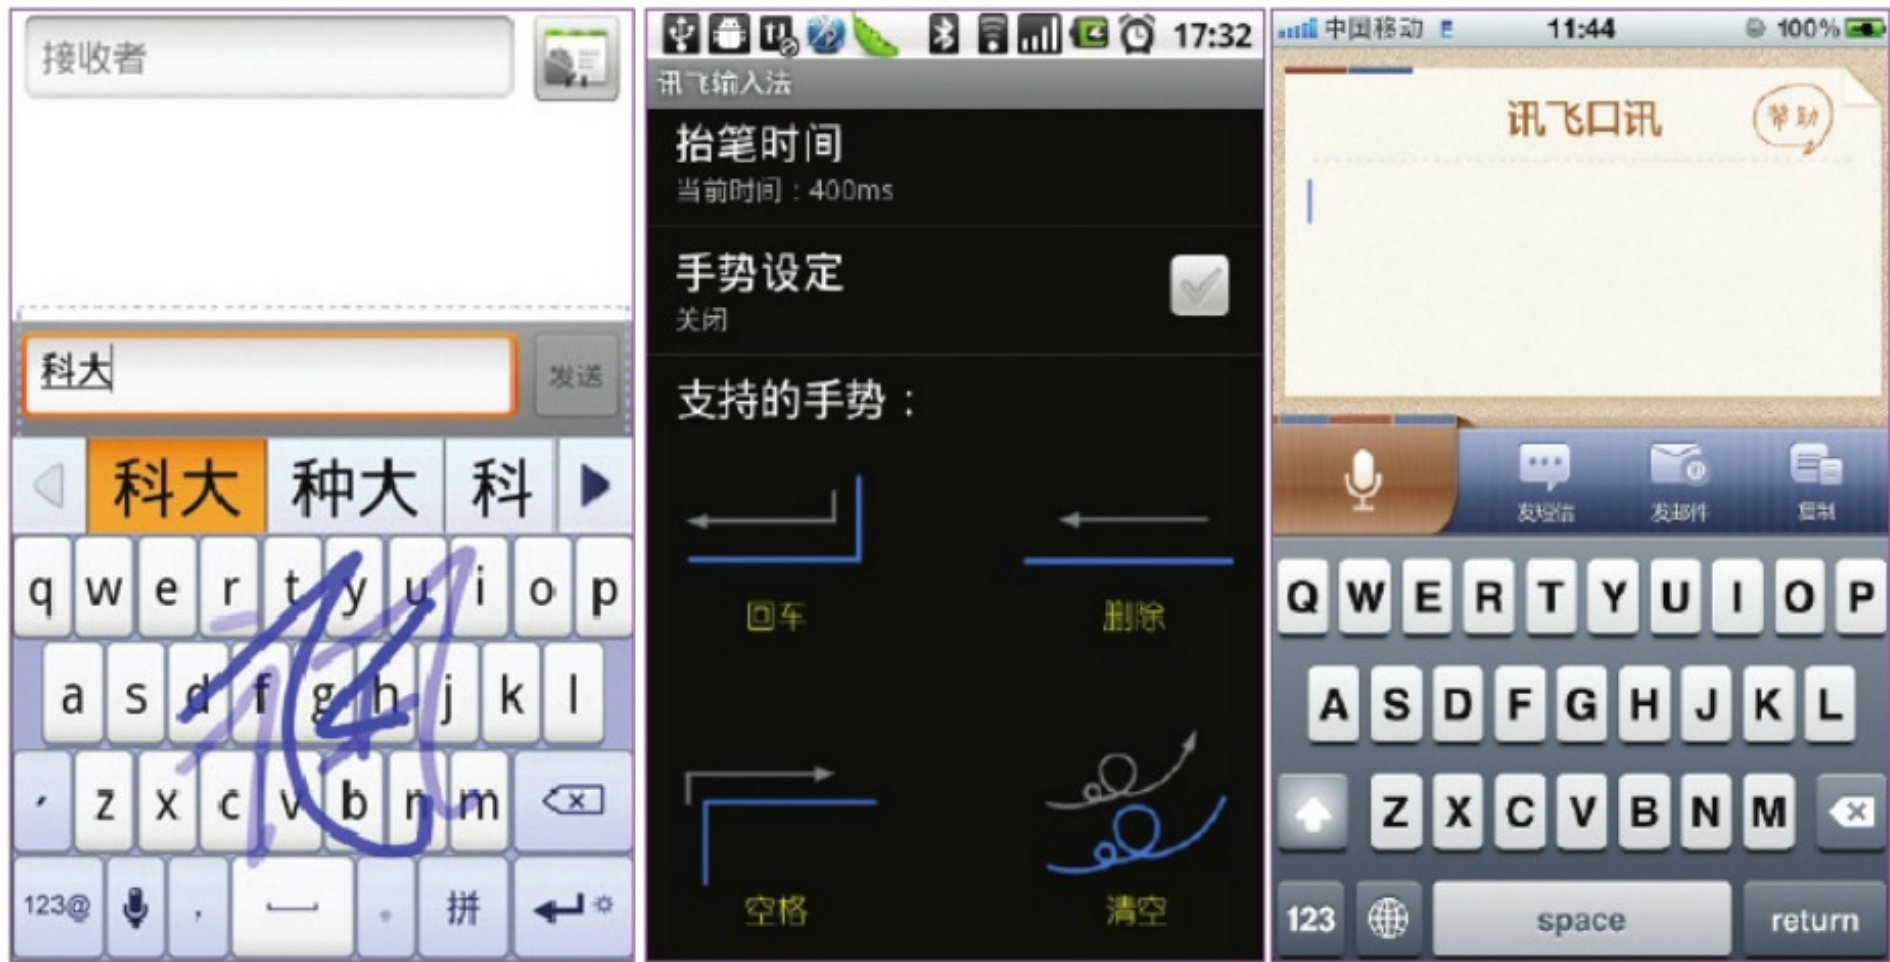 接收者
科大
发送
科大 种大 科
q w e r t y u i o p
a s d f g h j k l
' z x c v b n m
123@ , 。 拼
17:32
讯飞输入法
抬笔时间
当前时间：400ms
手势设定
关闭
支持的手势：
回车 删除
空格 清空
中国移动 E 11:44 100%
讯飞口讯 帮助
发短信 发邮件 复制
Q W E R T Y U I O P
A S D F G H J K L
Z X C V B N M
123 space return